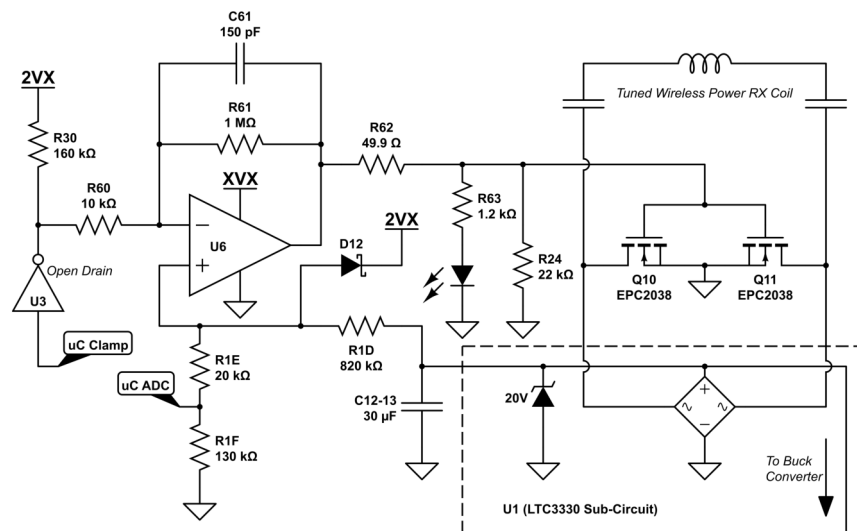 C61
150 pF
2VX
Tuned Wireless Power RX Coil
R61
1 MΩ
R30
160 kΩ
R62
49.9 Ω
XVX
R60
10 kΩ
R63
1.2 kΩ
2VX
−
U6
+
D12
Open Drain
U3
R24
22 kΩ
Q10
EPC2038
Q11
EPC2038
uC Clamp
R1D
820 kΩ
R1E
20 kΩ
uC ADC
C12-13
30 µF
20V
+
~
~
−
R1F
130 kΩ
To Buck
Converter
U1 (LTC3330 Sub-Circuit)